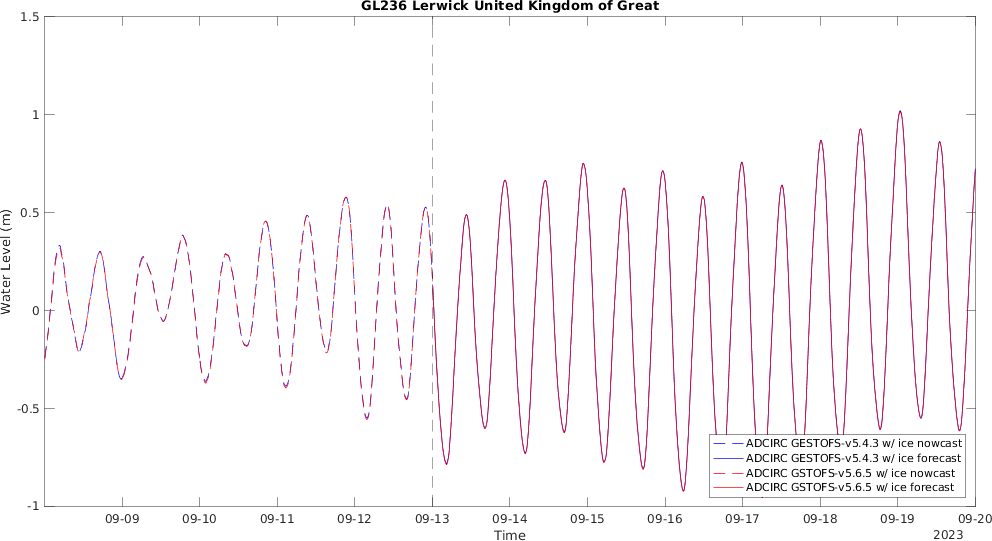 GL236 Lerwick United Kingdom of Great
1.5
1
0.5
0
-0.5
-1
Water Level (m)
ADCIRC GESTOFS-v5.4.3 w/ ice nowcast
ADCIRC GESTOFS-v5.4.3 w/ ice forecast
ADCIRC GSTOFS-v5.6.5 w/ ice nowcast
ADCIRC GSTOFS-v5.6.5 w/ ice forecast
09-09 09-10 09-11 09-12 09-13 09-14 09-15 09-16 09-17 09-18 09-19 09-20
Time
2023